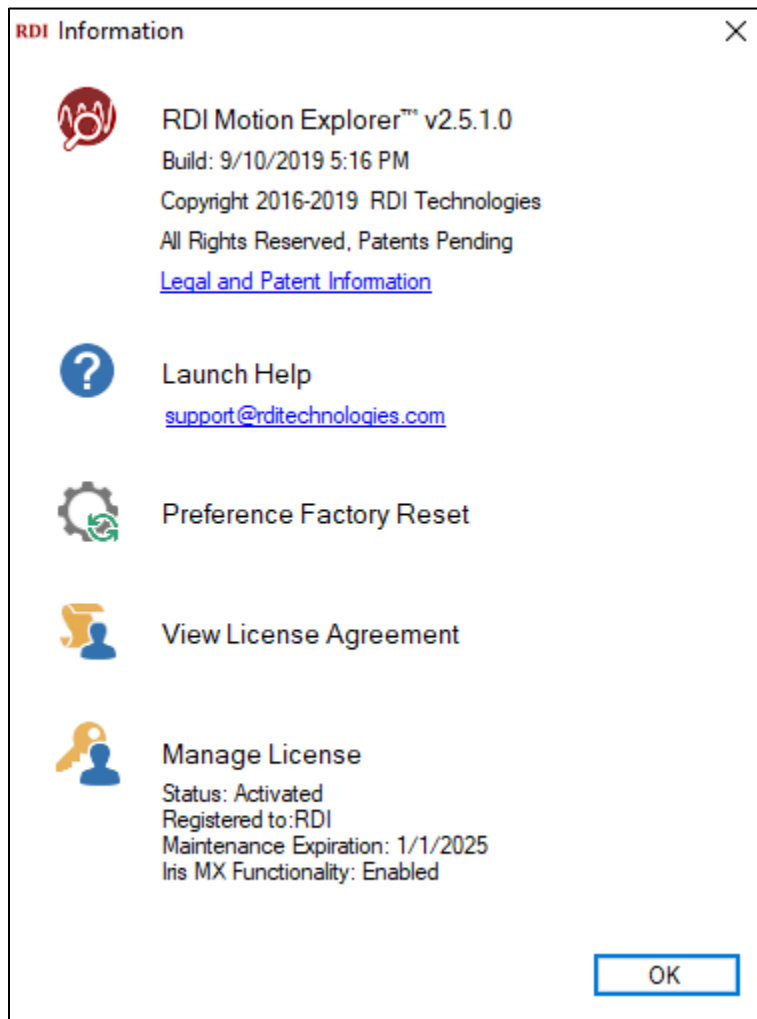 RDI Information
RDI Motion Explorer™ v2.5.1.0
Build: 9/10/2019 5:16 PM
Copyright 2016-2019  RDI Technologies
All Rights Reserved, Patents Pending
Legal and Patent Information
?
Launch Help
support@rditechnologies.com
Preference Factory Reset
View License Agreement
Manage License
Status: Activated
Registered to:RDI
Maintenance Expiration: 1/1/2025
Iris MX Functionality: Enabled
OK